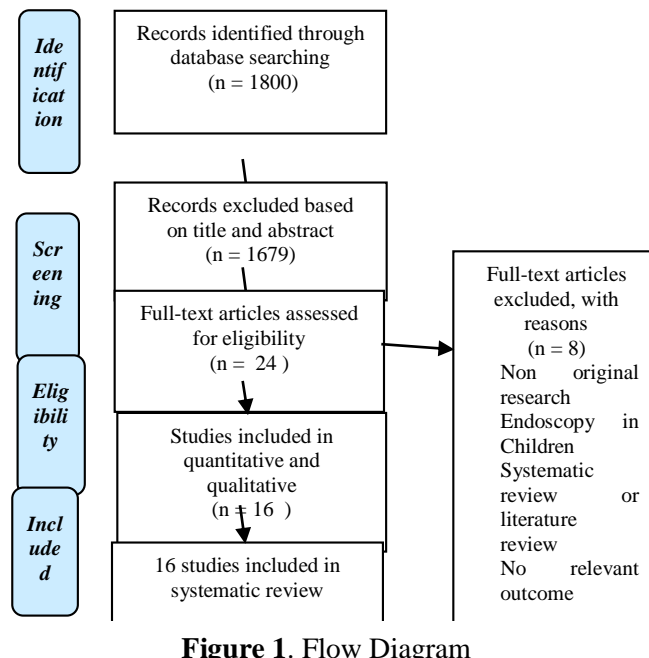 Ide
ntif
icat
ion
Records identified through
database searching
(n = 1800)
Records excluded based
on title and abstract
(n = 1679)
Scr
een
ing
Full-text articles assessed
for eligibility
(n = 24 )
Full-text articles
excluded, with
reasons
(n = 8)
Non original
research
Endoscopy in
Children
Systematic
review or
literature
review
No relevant
outcome
Elig
ibili
ty
Studies included in
quantitative and
qualitative
(n = 16 )
Incl
ude
d
16 studies included in
systematic review
Figure 1. Flow Diagram